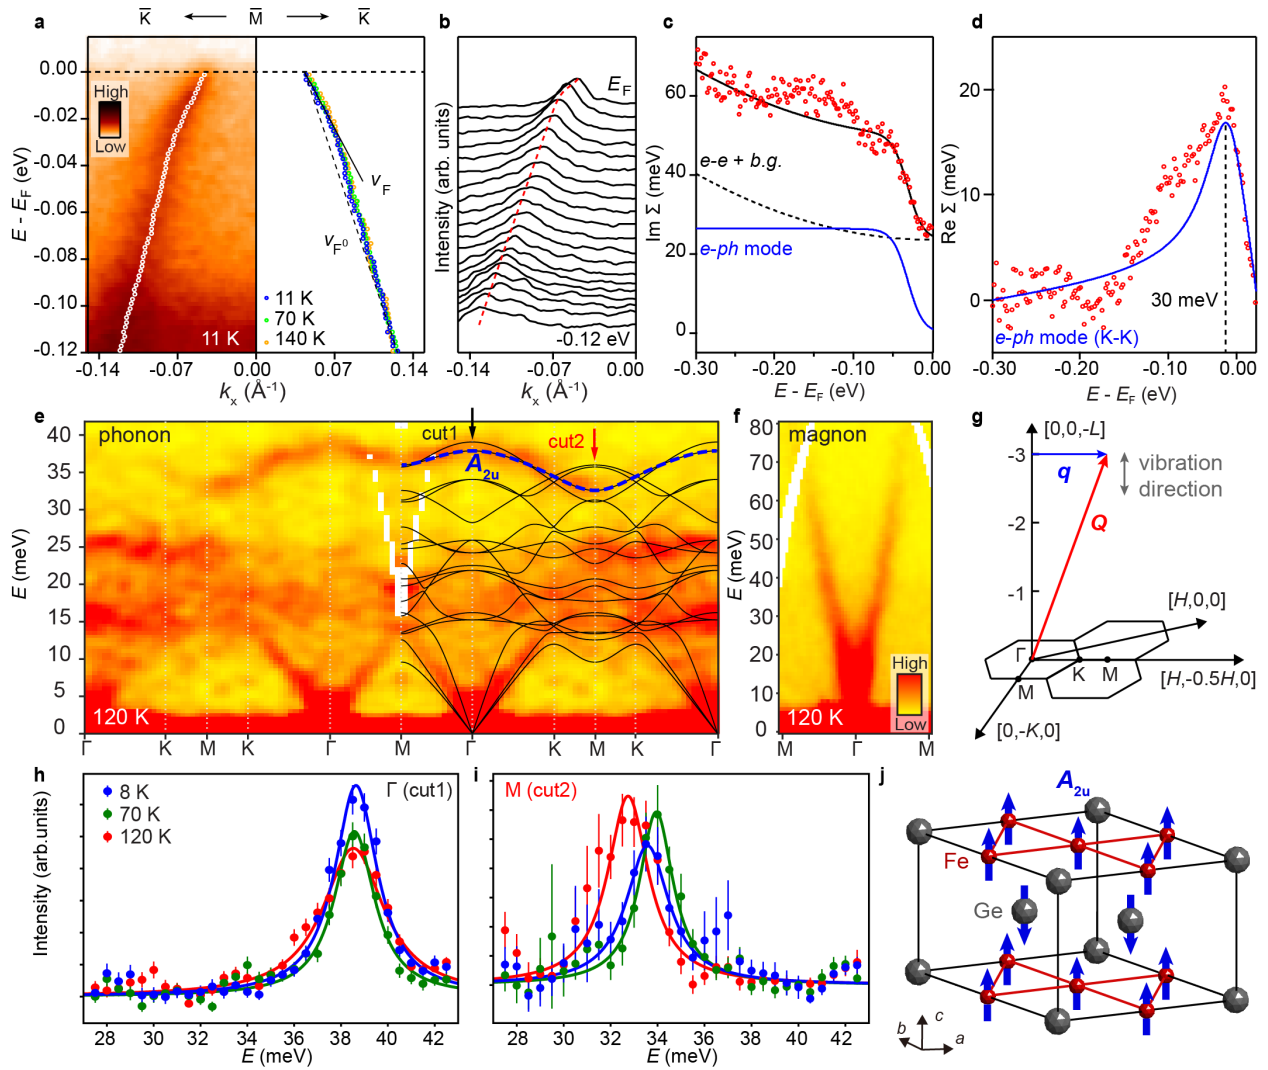 a
K̅ ← M̅ → K̅
E - E_F (eV)
0.00
-0.02
-0.04
-0.06
-0.08
-0.10
-0.12
High
Low
11 K
v_F
v_F⁰
11 K
70 K
140 K
-0.14 -0.07 0.00 0.07 0.14
k_x (Å⁻¹)
b
Intensity (arb. units)
E_F
-0.12 eV
-0.14 -0.07 0.00
k_x (Å⁻¹)
c
Im Σ (meV)
60
40
20
0
e-e + b.g.
e-ph mode
-0.30 -0.20 -0.10 0.00
E - E_F (eV)
d
Re Σ (meV)
20
10
0
30 meV
e-ph mode (K-K)
-0.30 -0.20 -0.10 0.00
E - E_F (eV)
e
phonon
cut1
cut2
A₂ᵤ
E (meV)
40
35
30
25
20
15
10
5
0
120 K
Γ K M K Γ M Γ K M K Γ
f
magnon
E (meV)
80
70
60
50
40
30
20
10
0
High
Low
120 K
M Γ M
g
[0,0,-L]
-3
q
vibration
direction
-2
Q
-1
[H,0,0]
Γ
K M
M
[H,-0.5H,0]
[0,-K,0]
h
Γ (cut1)
8 K
70 K
120 K
Intensity (arb.units)
28 30 32 34 36 38 40 42
E (meV)
i
M (cut2)
28 30 32 34 36 38 40 42
E (meV)
j
A₂ᵤ
Fe
Ge
c
b
a